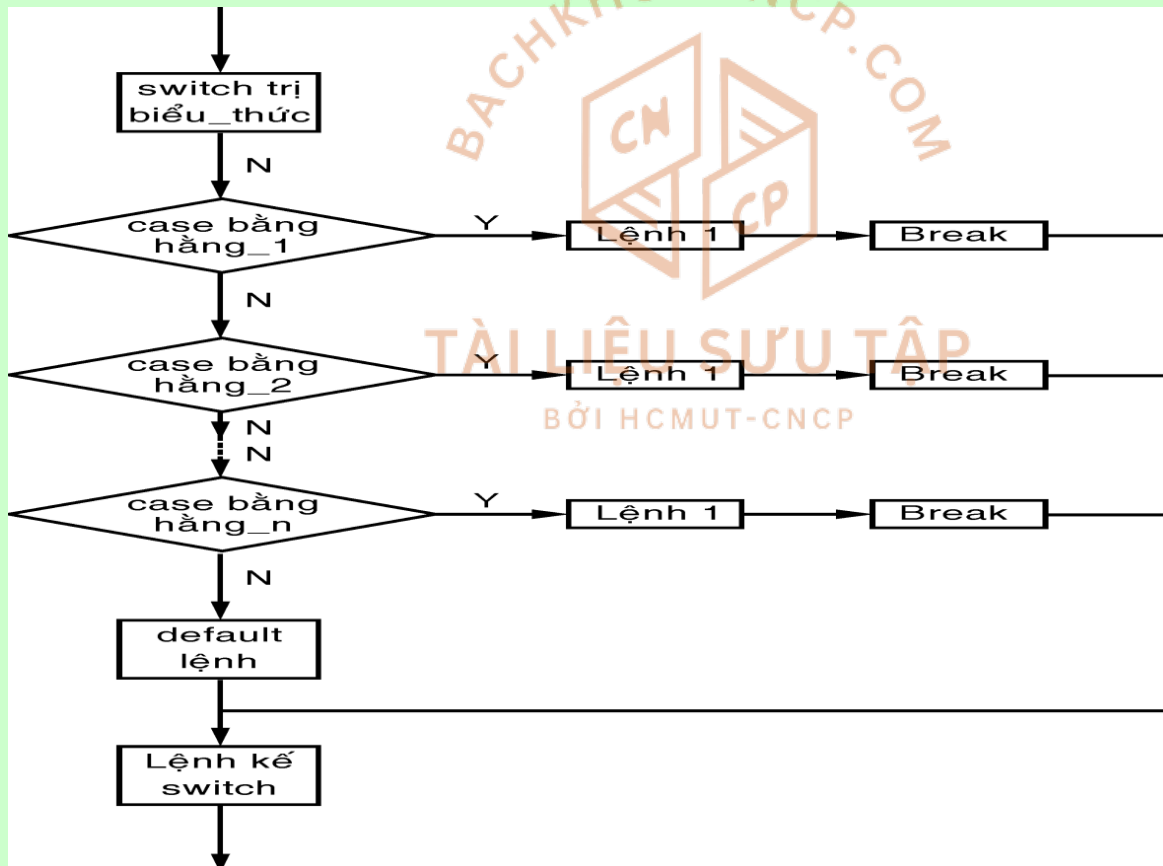 BACHKHOACNCP.COM
switch trị
biểu_thức
N
case bằng
hằng_1
Y
Lệnh 1
Break
N
case bằng
hằng_2
Y
Lệnh 1
Break
TÀI LIỆU SƯU TẬP
BỞI HCMUT-CNCP
CN
CP
N
N
case bằng
hằng_n
Y
Lệnh 1
Break
N
default
lệnh
Lệnh kế
switch